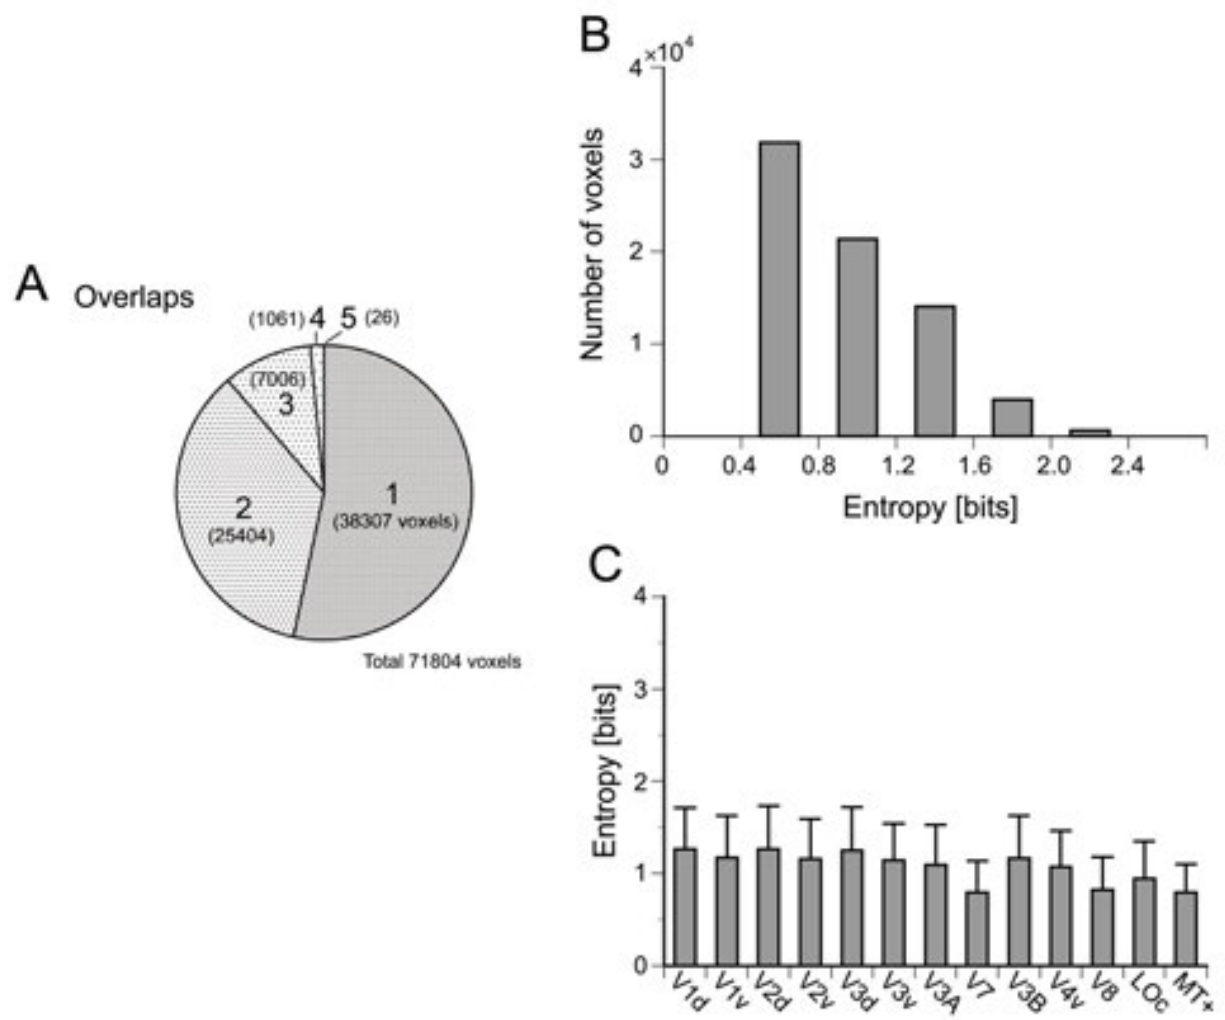 A Overlaps
(1061) 4 5 (26)
(7006)
3
2
(25404)
1
(38307 voxels)
Total 71804 voxels
B
×10⁴
4
3
2
1
0
Number of voxels
0 0.4 0.8 1.2 1.6 2.0 2.4
Entropy [bits]
C
4
3
2
1
0
Entropy [bits]
V1d V1v V2d V2v V3d V3v V3A V7 V3B V4v V8 LOc MT+